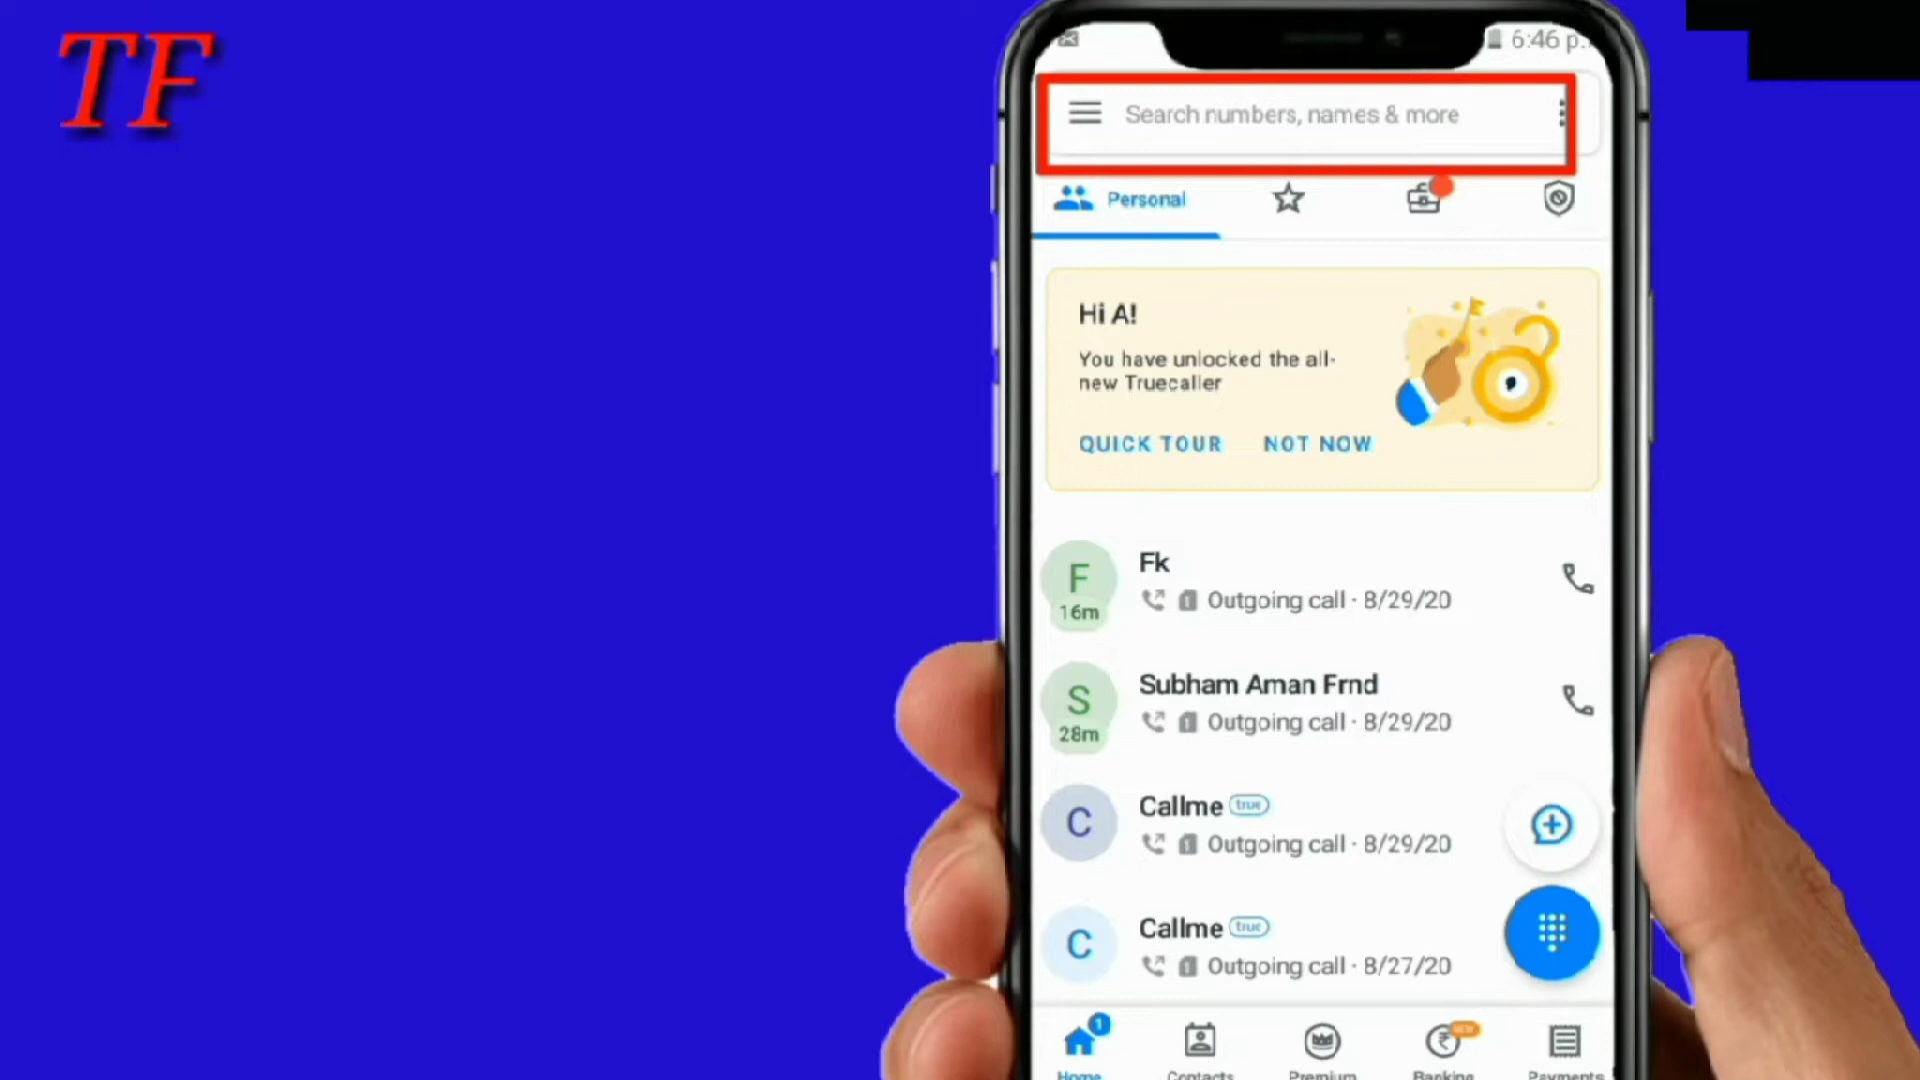 TF
6:46 p.
Search numbers, names & more
Personal
Hi A!
You have unlocked the all-
new Truecaller
QUICK TOUR NOT NOW
F
16m
Fk
Outgoing call · 8/29/20
S
28m
Subham Aman Frnd
Outgoing call · 8/29/20
C
Callme true
Outgoing call · 8/29/20
C
Callme true
Outgoing call · 8/27/20
1
NEW
Home Contacts Premium Banking Payments